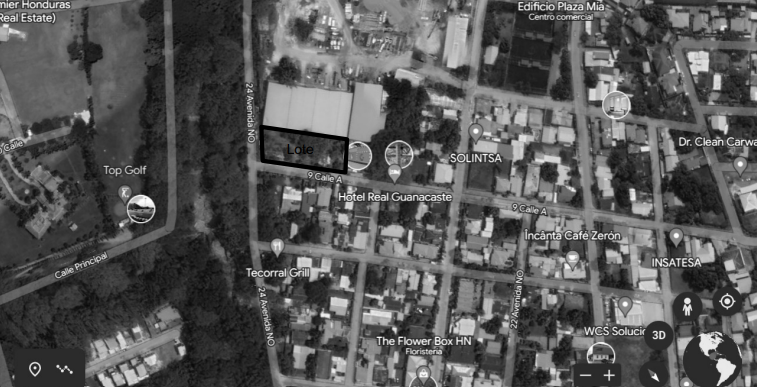 mier Honduras
Real Estate)
Edificio Plaza Mia
Centro comercial
24 Avenida NO
o Calle
Dr. Clean Carwa
Lote
SOLINTSA
Top Golf
9 Calle A
Hotel Real Guanacaste
9 Calle A
Incanta Café Zerón
Calle Principal
Tecorral Grill
INSATESA
24 Avenida NO
22 Avenida NO
WCS Soluci
3D
The Flower Box HN
Floristería